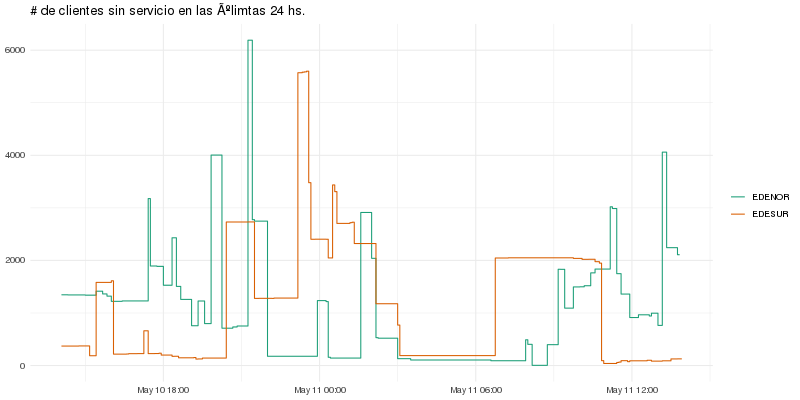 # de clientes sin servicio en las Ãºlimtas 24 hs.
6000
4000
2000
0
May 10 18:00
May 11 00:00
May 11 06:00
May 11 12:00
EDENOR
EDESUR